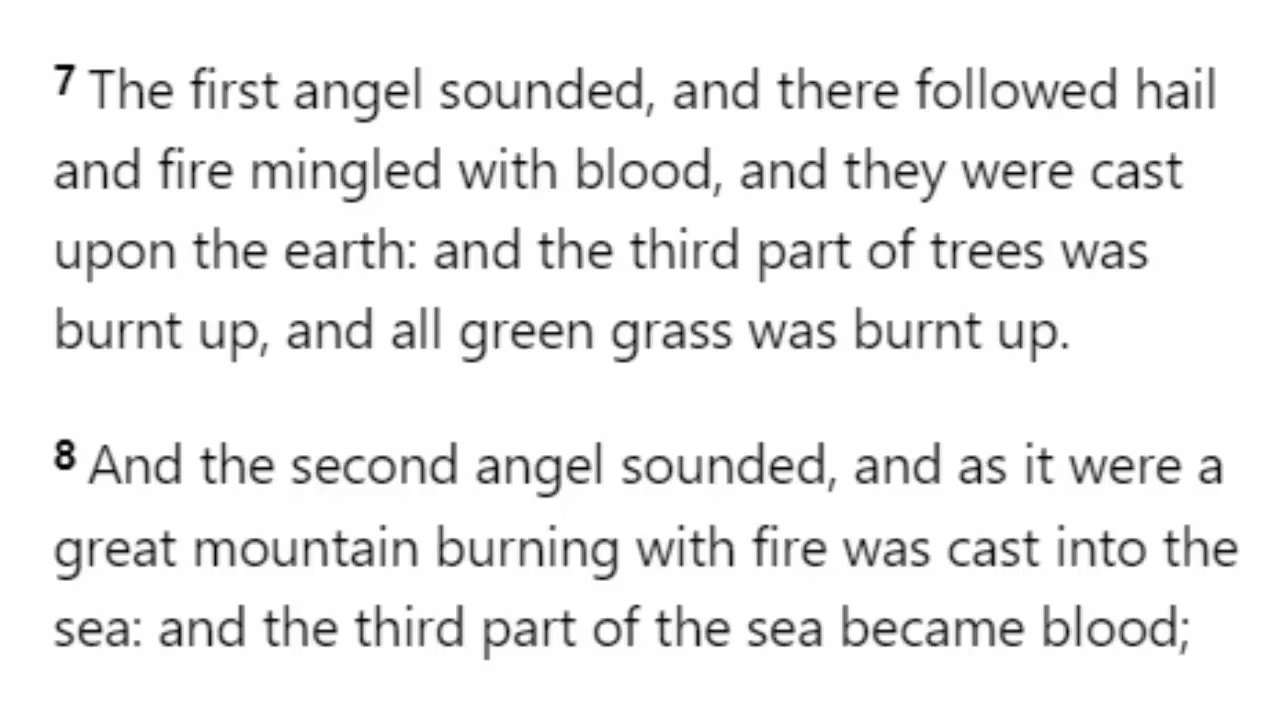 7 The first angel sounded, and there followed hail
and fire mingled with blood, and they were cast
upon the earth: and the third part of trees was
burnt up, and all green grass was burnt up.
8 And the second angel sounded, and as it were a
great mountain burning with fire was cast into the
sea: and the third part of the sea became blood;